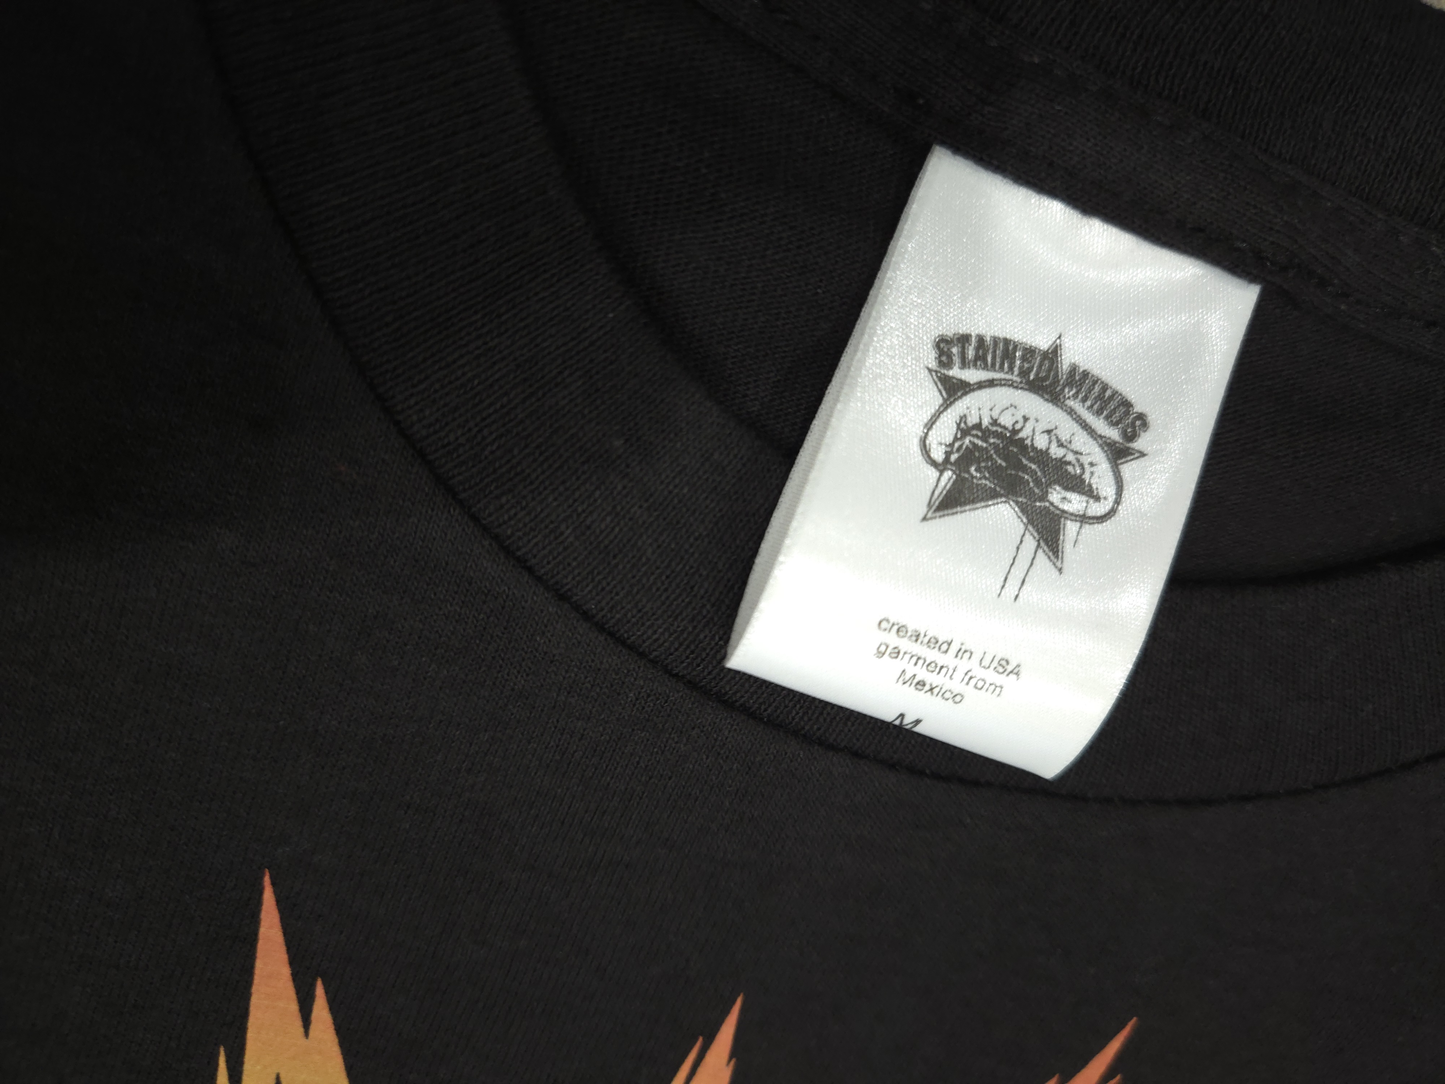 STAINED MINDS
created in USA
garment from
Mexico
M